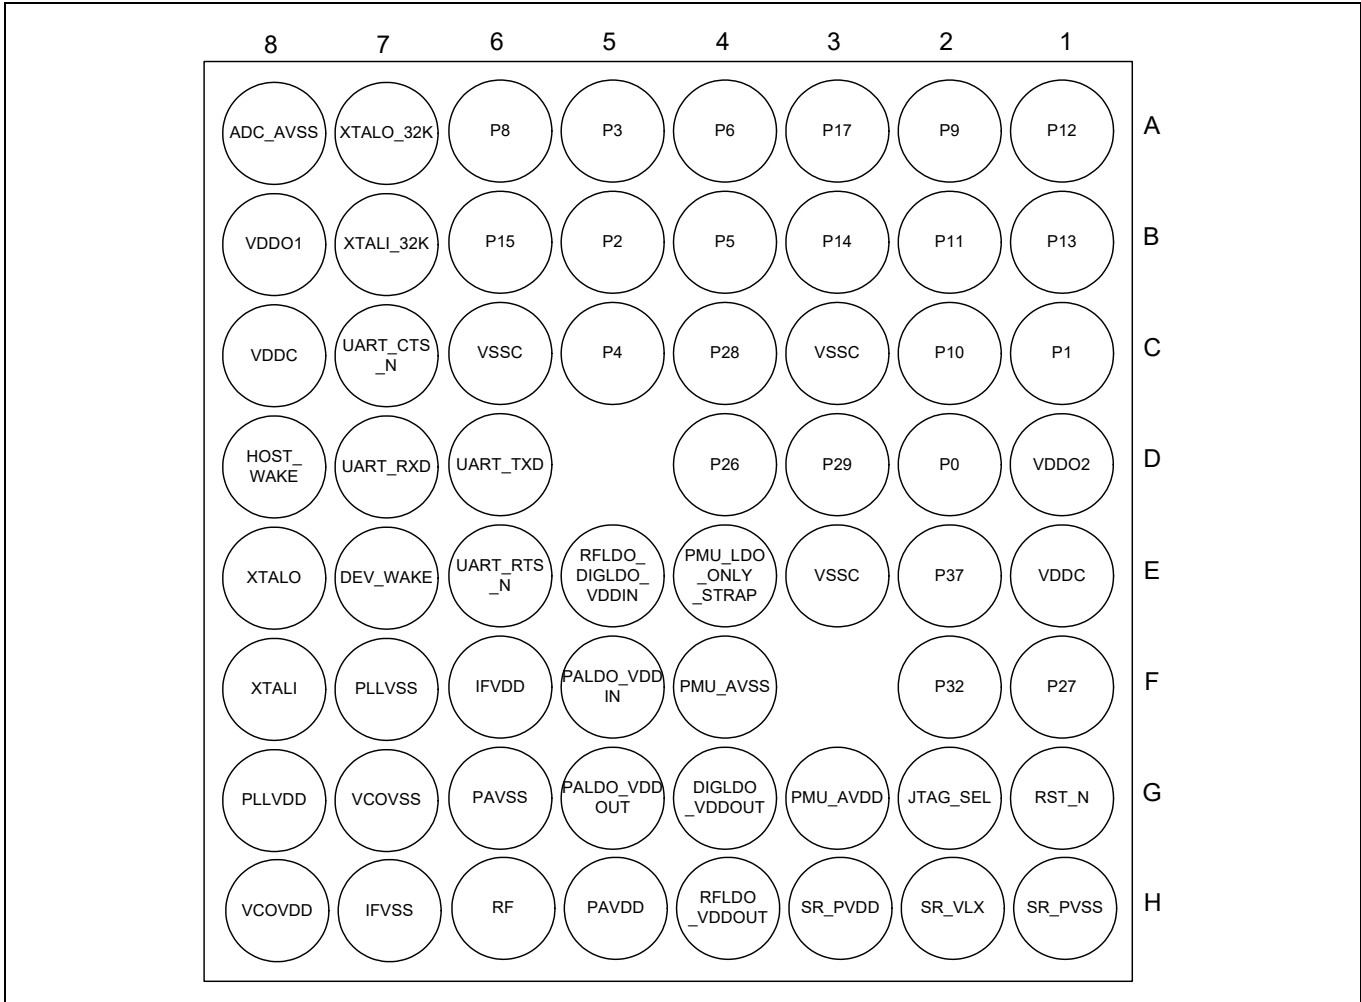 8 7 6 5 4 3 2 1
ADC_AVSS XTALO_32K P8 P3 P6 P17 P9 P12 A
VDDO1 XTALI_32K P15 P2 P5 P14 P11 P13 B
VDDC UART_CTS
_N VSSC P4 P28 VSSC P10 P1 C
HOST_
WAKE UART_RXD UART_TXD P26 P29 P0 VDDO2 D
XTALO DEV_WAKE UART_RTS
_N RFLDO_
DIGLDO_
VDDIN PMU_LDO
_ONLY
_STRAP VSSC P37 VDDC E
XTALI PLLVSS IFVDD PALDO_VDD
IN PMU_AVSS P32 P27 F
PLLVDD VCOVSS PAVSS PALDO_VDD
OUT DIGLDO
_VDDOUT PMU_AVDD JTAG_SEL RST_N G
VCOVDD IFVSS RF PAVDD RFLDO
_VDDOUT SR_PVDD SR_VLX SR_PVSS H